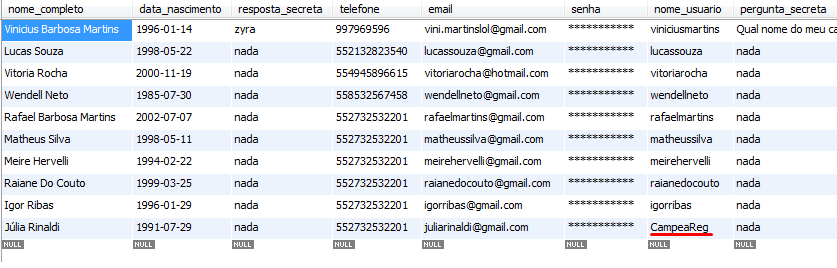 nome_completo data_nascimento resposta_secreta telefone email senha nome_usuario pergunta_secreta
Vinicius Barbosa Martins 1996-01-14 zyra 997969596 vini.martinslol@gmail.com *********** viniciusmartins Qual nome do meu ca
Lucas Souza 1998-05-22 nada 552132823540 lucassouza@gmail.com *********** lucassouza nada
Vitoria Rocha 2000-11-19 nada 554945896615 vitoriarocha@hotmail.com *********** vitoriarocha nada
Wendell Neto 1985-07-30 nada 558532567458 wendellneto@gmail.com *********** wendellneto nada
Rafael Barbosa Martins 2002-07-07 nada 552732532201 rafaelmartins@gmail.com *********** rafaelmartins nada
Matheus Silva 1998-05-11 nada 552732532201 matheussilva@gmail.com *********** matheussilva nada
Meire Hervelli 1994-02-22 nada 552732532201 meirehervelli@gmail.com *********** meirehervelli nada
Raiane Do Couto 1999-03-25 nada 552732532201 raianedocouto@gmail.com *********** raianedocouto nada
Igor Ribas 1996-01-29 nada 552732532201 igorribas@gmail.com *********** igorribas nada
Júlia Rinaldi 1991-07-29 nada 552732532201 juliarinaldi@gmail.com *********** CampeaReg nada
NULL NULL NULL NULL NULL NULL NULL NULL